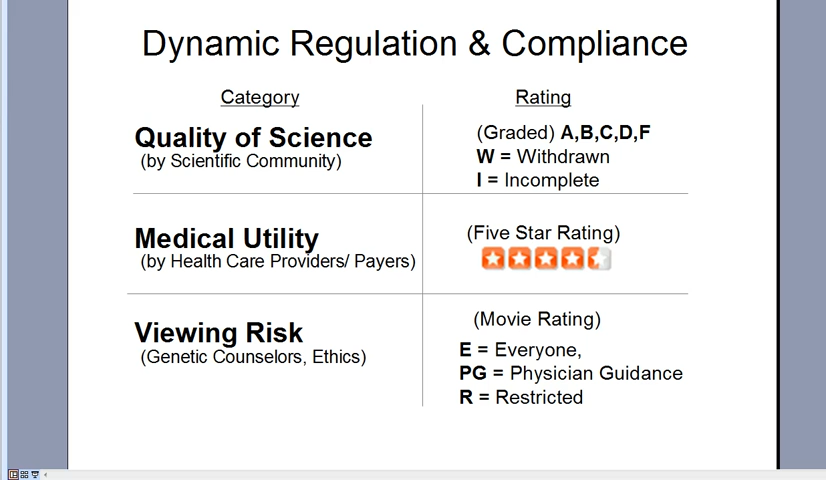 Dynamic Regulation & Compliance
Category
Rating
Quality of Science
(by Scientific Community)
(Graded) A,B,C,D,F
W = Withdrawn
I = Incomplete
Medical Utility
(by Health Care Providers/ Payers)
(Five Star Rating)
Viewing Risk
(Genetic Counselors, Ethics)
(Movie Rating)
E = Everyone,
PG = Physician Guidance
R = Restricted